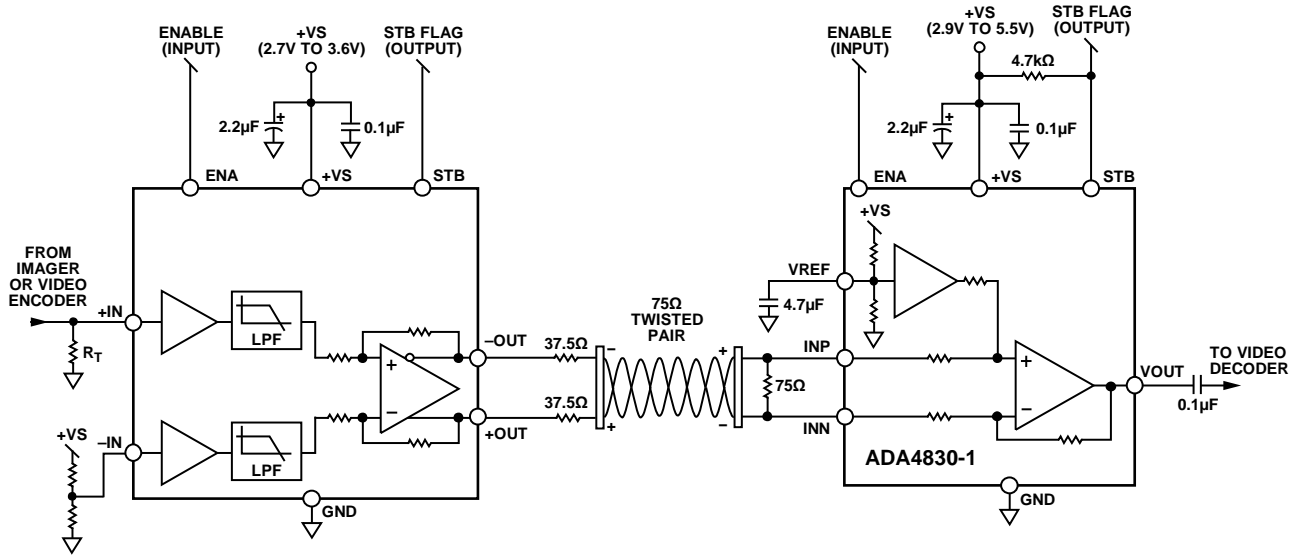 ENABLE
(INPUT)
+VS
(2.7V TO 3.6V)
STB FLAG
(OUTPUT)
2.2µF
+
0.1µF
ENA
+VS
STB
FROM
IMAGER
OR VIDEO
ENCODER
+IN
RT
LPF
+
–
–OUT
+OUT
+VS
–IN
LPF
GND
37.5Ω
37.5Ω
–
+
75Ω
TWISTED
PAIR
+
–
ENABLE
(INPUT)
+VS
(2.9V TO 5.5V)
STB FLAG
(OUTPUT)
4.7kΩ
2.2µF
+
0.1µF
ENA
+VS
STB
+VS
VREF
4.7µF
INP
75Ω
INN
+
–
VOUT
0.1µF
TO VIDEO
DECODER
ADA4830-1
GND